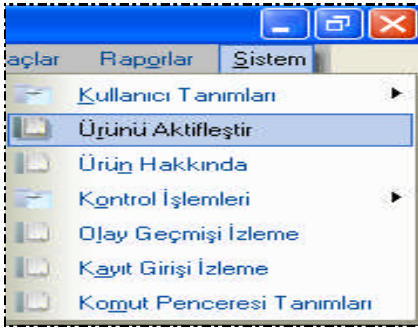 açlar Raporlar Sistem
Kullanıcı Tanımları
Ürünü Aktifleştir
Ürün Hakkında
Kontrol İşlemleri
Olay Geçmişi İzleme
Kayıt Girişi İzleme
Komut Penceresi Tanımları